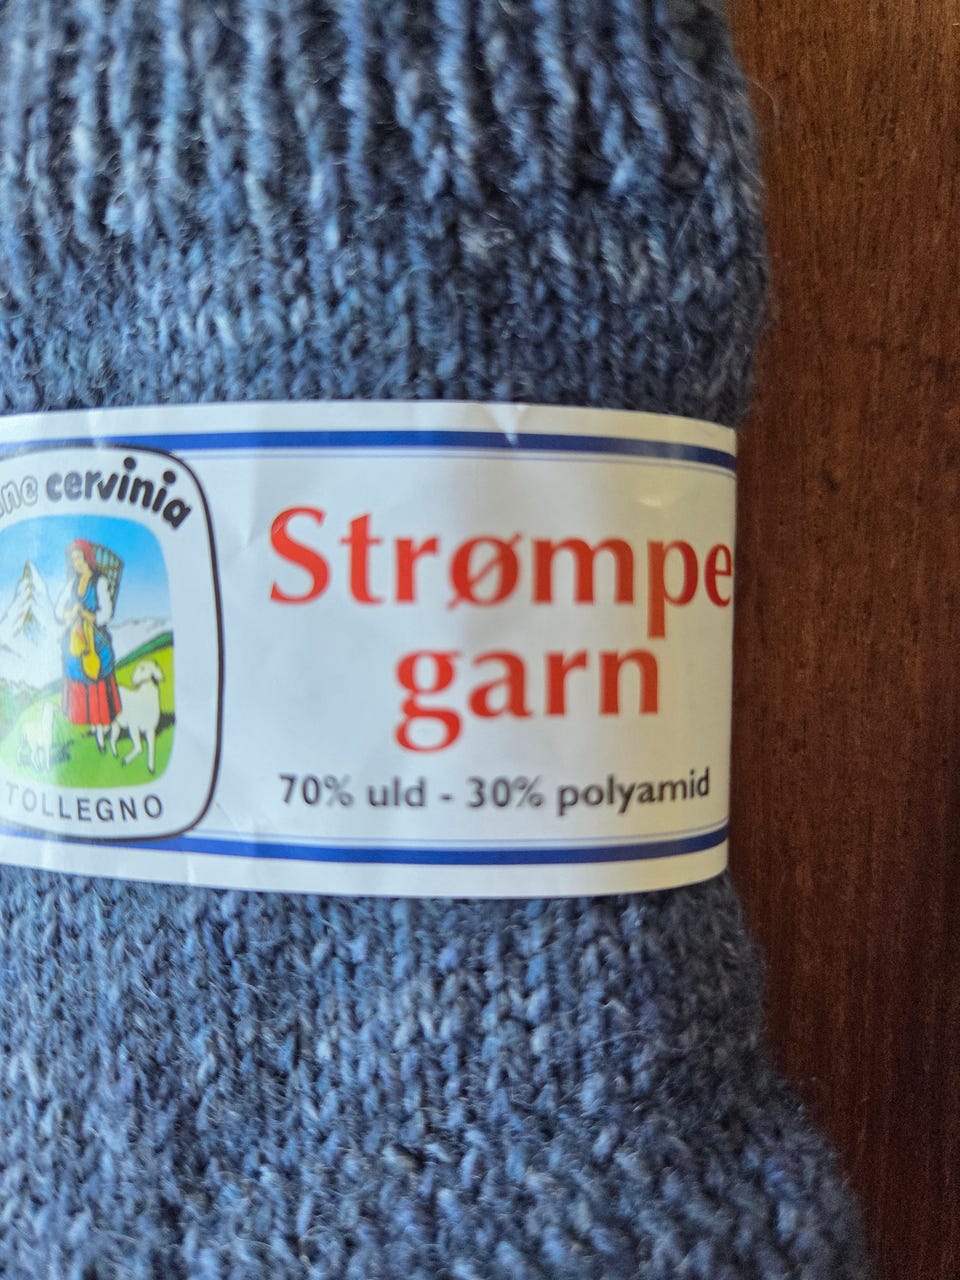 cervinia
TOLLEGNO
Strømpe
garn
70% uld - 30% polyamid